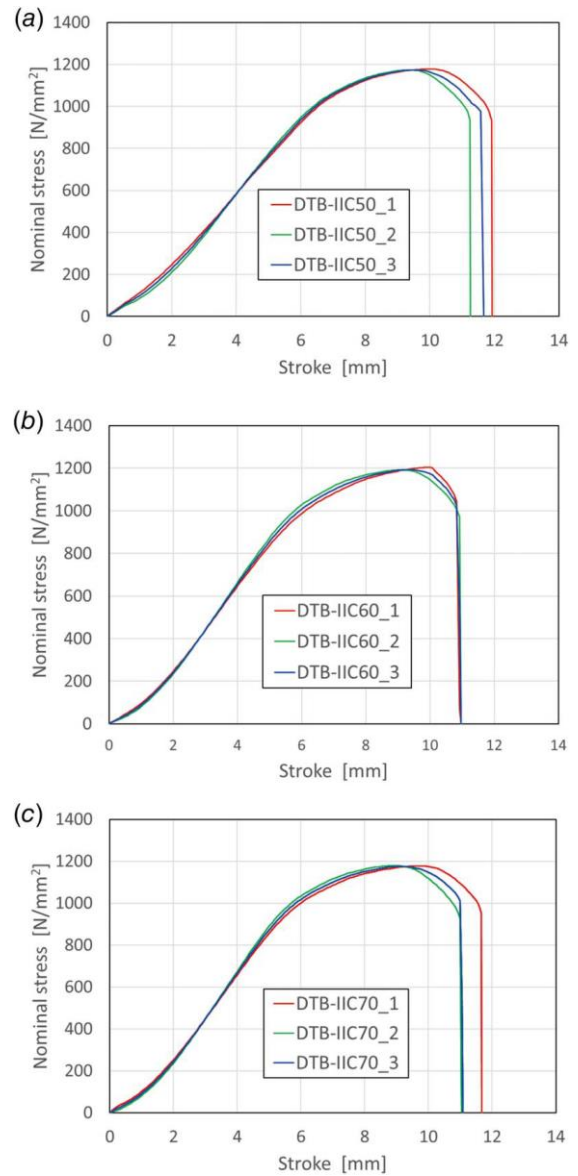 (a)
1400
1200
1000
800
600
400
200
0
Nominal stress [N/mm²]
DTB-IIC50_1
DTB-IIC50_2
DTB-IIC50_3
0 2 4 6 8 10 12 14
Stroke [mm]
(b)
1400
1200
1000
800
600
400
200
0
Nominal stress [N/mm²]
DTB-IIC60_1
DTB-IIC60_2
DTB-IIC60_3
0 2 4 6 8 10 12 14
Stroke [mm]
(c)
1400
1200
1000
800
600
400
200
0
Nominal stress [N/mm²]
DTB-IIC70_1
DTB-IIC70_2
DTB-IIC70_3
0 2 4 6 8 10 12 14
Stroke [mm]